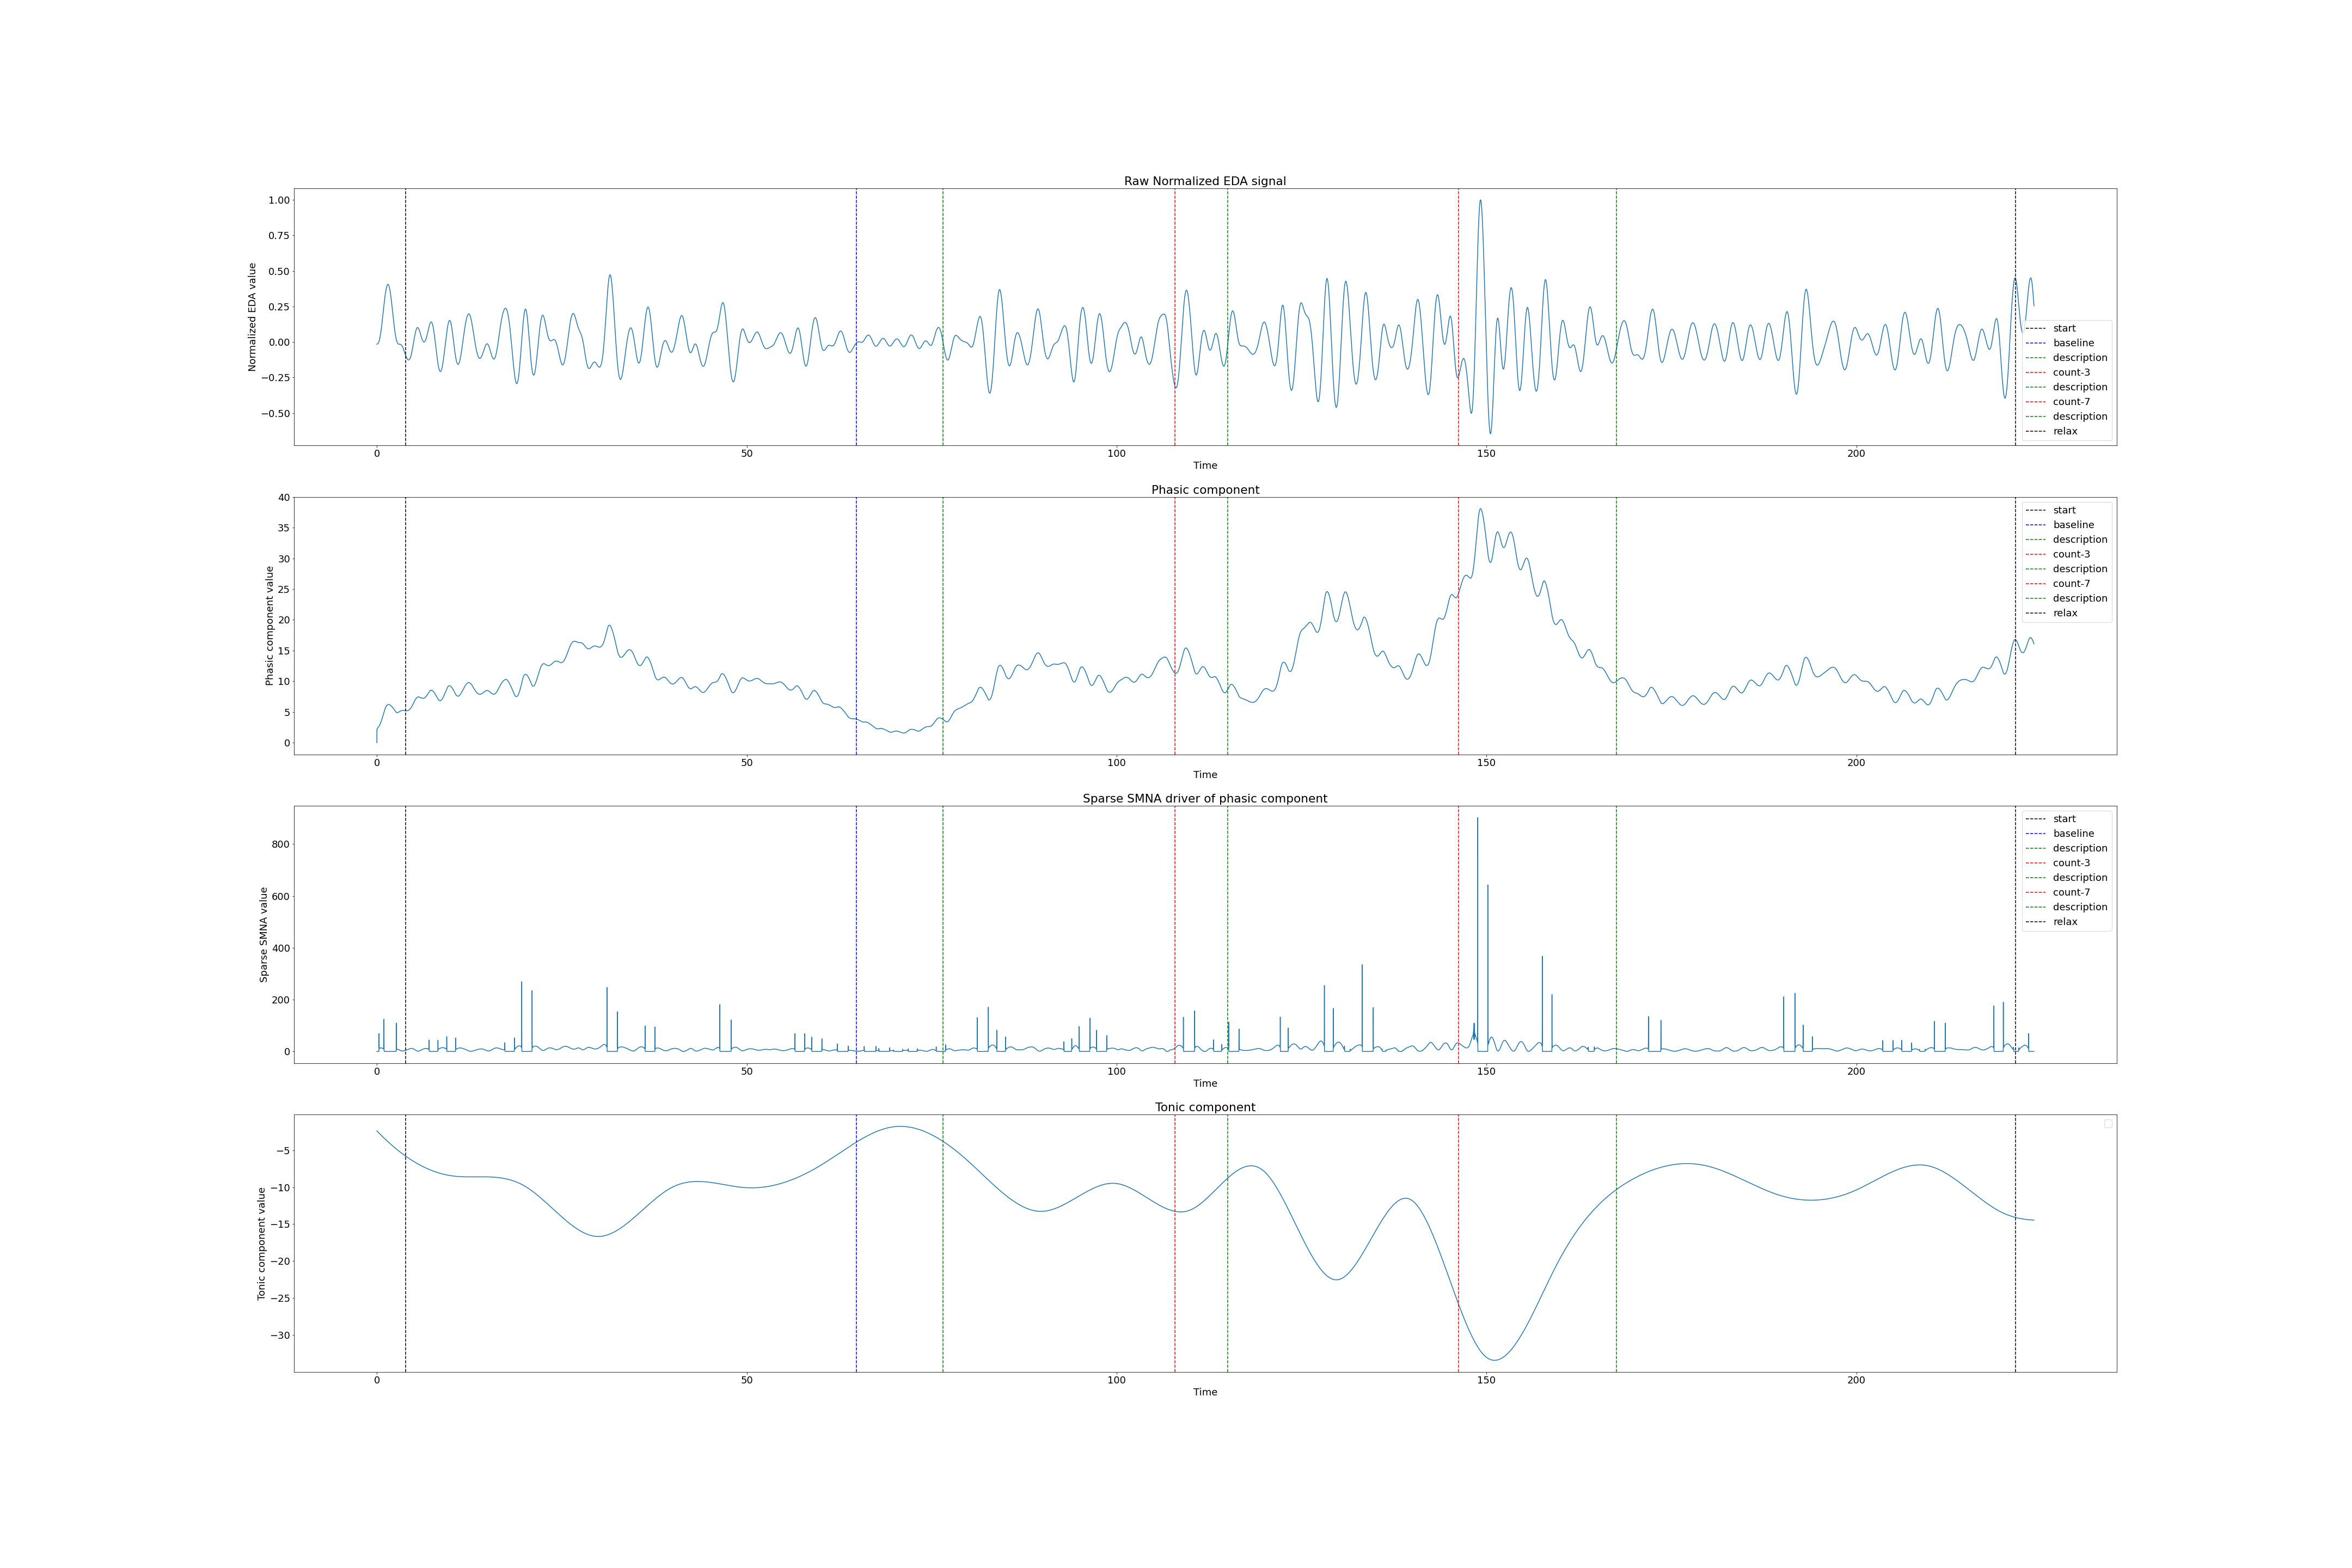 Raw Normalized EDA signal
Normalized EDA value
1.00
0.75
0.50
0.25
0.00
−0.25
−0.50
0 50 100 150 200
Time
start
baseline
description
count-3
description
count-7
description
relax
Phasic component
Phasic component value
40
35
30
25
20
15
10
5
0
0 50 100 150 200
Time
start
baseline
description
count-3
description
count-7
description
relax
Sparse SMNA driver of phasic component
Sparse SMNA value
800
600
400
200
0
0 50 100 150 200
Time
start
baseline
description
count-3
description
count-7
description
relax
Tonic component
Tonic component value
−5
−10
−15
−20
−25
−30
0 50 100 150 200
Time